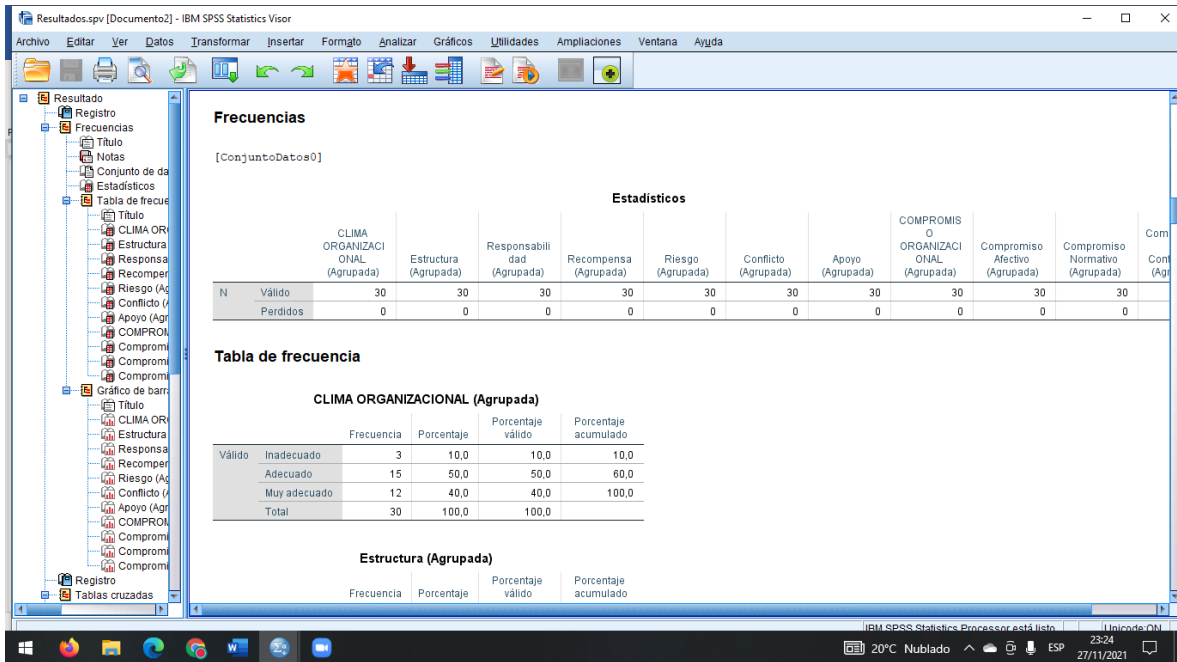 Resultados.spv [Documento2] - IBM SPSS Statistics Visor
Archivo Editar Ver Datos Transformar Insertar Formato Analizar Gráficos Utilidades Ampliaciones Ventana Ayuda
Resultado
Registro
Frecuencias
Título
Notas
Conjunto de da
Estadísticos
Tabla de frecue
Título
CLIMA OR
Estructura
Responsa
Recomper
Riesgo (Ag
Conflicto (
Apoyo (Agr
COMPROM
Compromi
Compromi
Compromi
Gráfico de barr
Título
CLIMA OR
Estructura
Responsa
Recomper
Riesgo (Ag
Conflicto (
Apoyo (Agr
COMPROM
Compromi
Compromi
Compromi
Registro
Tablas cruzadas
Frecuencias
[ConjuntoDatos0]
Estadísticos
CLIMA ORGANIZACIONAL (Agrupada) Estructura (Agrupada) Responsabilidad (Agrupada) Recompensa (Agrupada) Riesgo (Agrupada) Conflicto (Agrupada) Apoyo (Agrupada) COMPROMISO ORGANIZACIONAL (Agrupada) Compromiso Afectivo (Agrupada) Compromiso Normativo (Agrupada) Com Cont (Agr
N Válido 30 30 30 30 30 30 30 30 30 30
Perdidos 0 0 0 0 0 0 0 0 0 0
Tabla de frecuencia
CLIMA ORGANIZACIONAL (Agrupada)
Frecuencia Porcentaje Porcentaje válido Porcentaje acumulado
Válido Inadecuado 3 10,0 10,0 10,0
Adecuado 15 50,0 50,0 60,0
Muy adecuado 12 40,0 40,0 100,0
Total 30 100,0 100,0
Estructura (Agrupada)
Frecuencia Porcentaje Porcentaje válido Porcentaje acumulado
IBM SPSS Statistics Processor está listo Unicode:ON
20°C Nublado ESP 23:24
27/11/2021